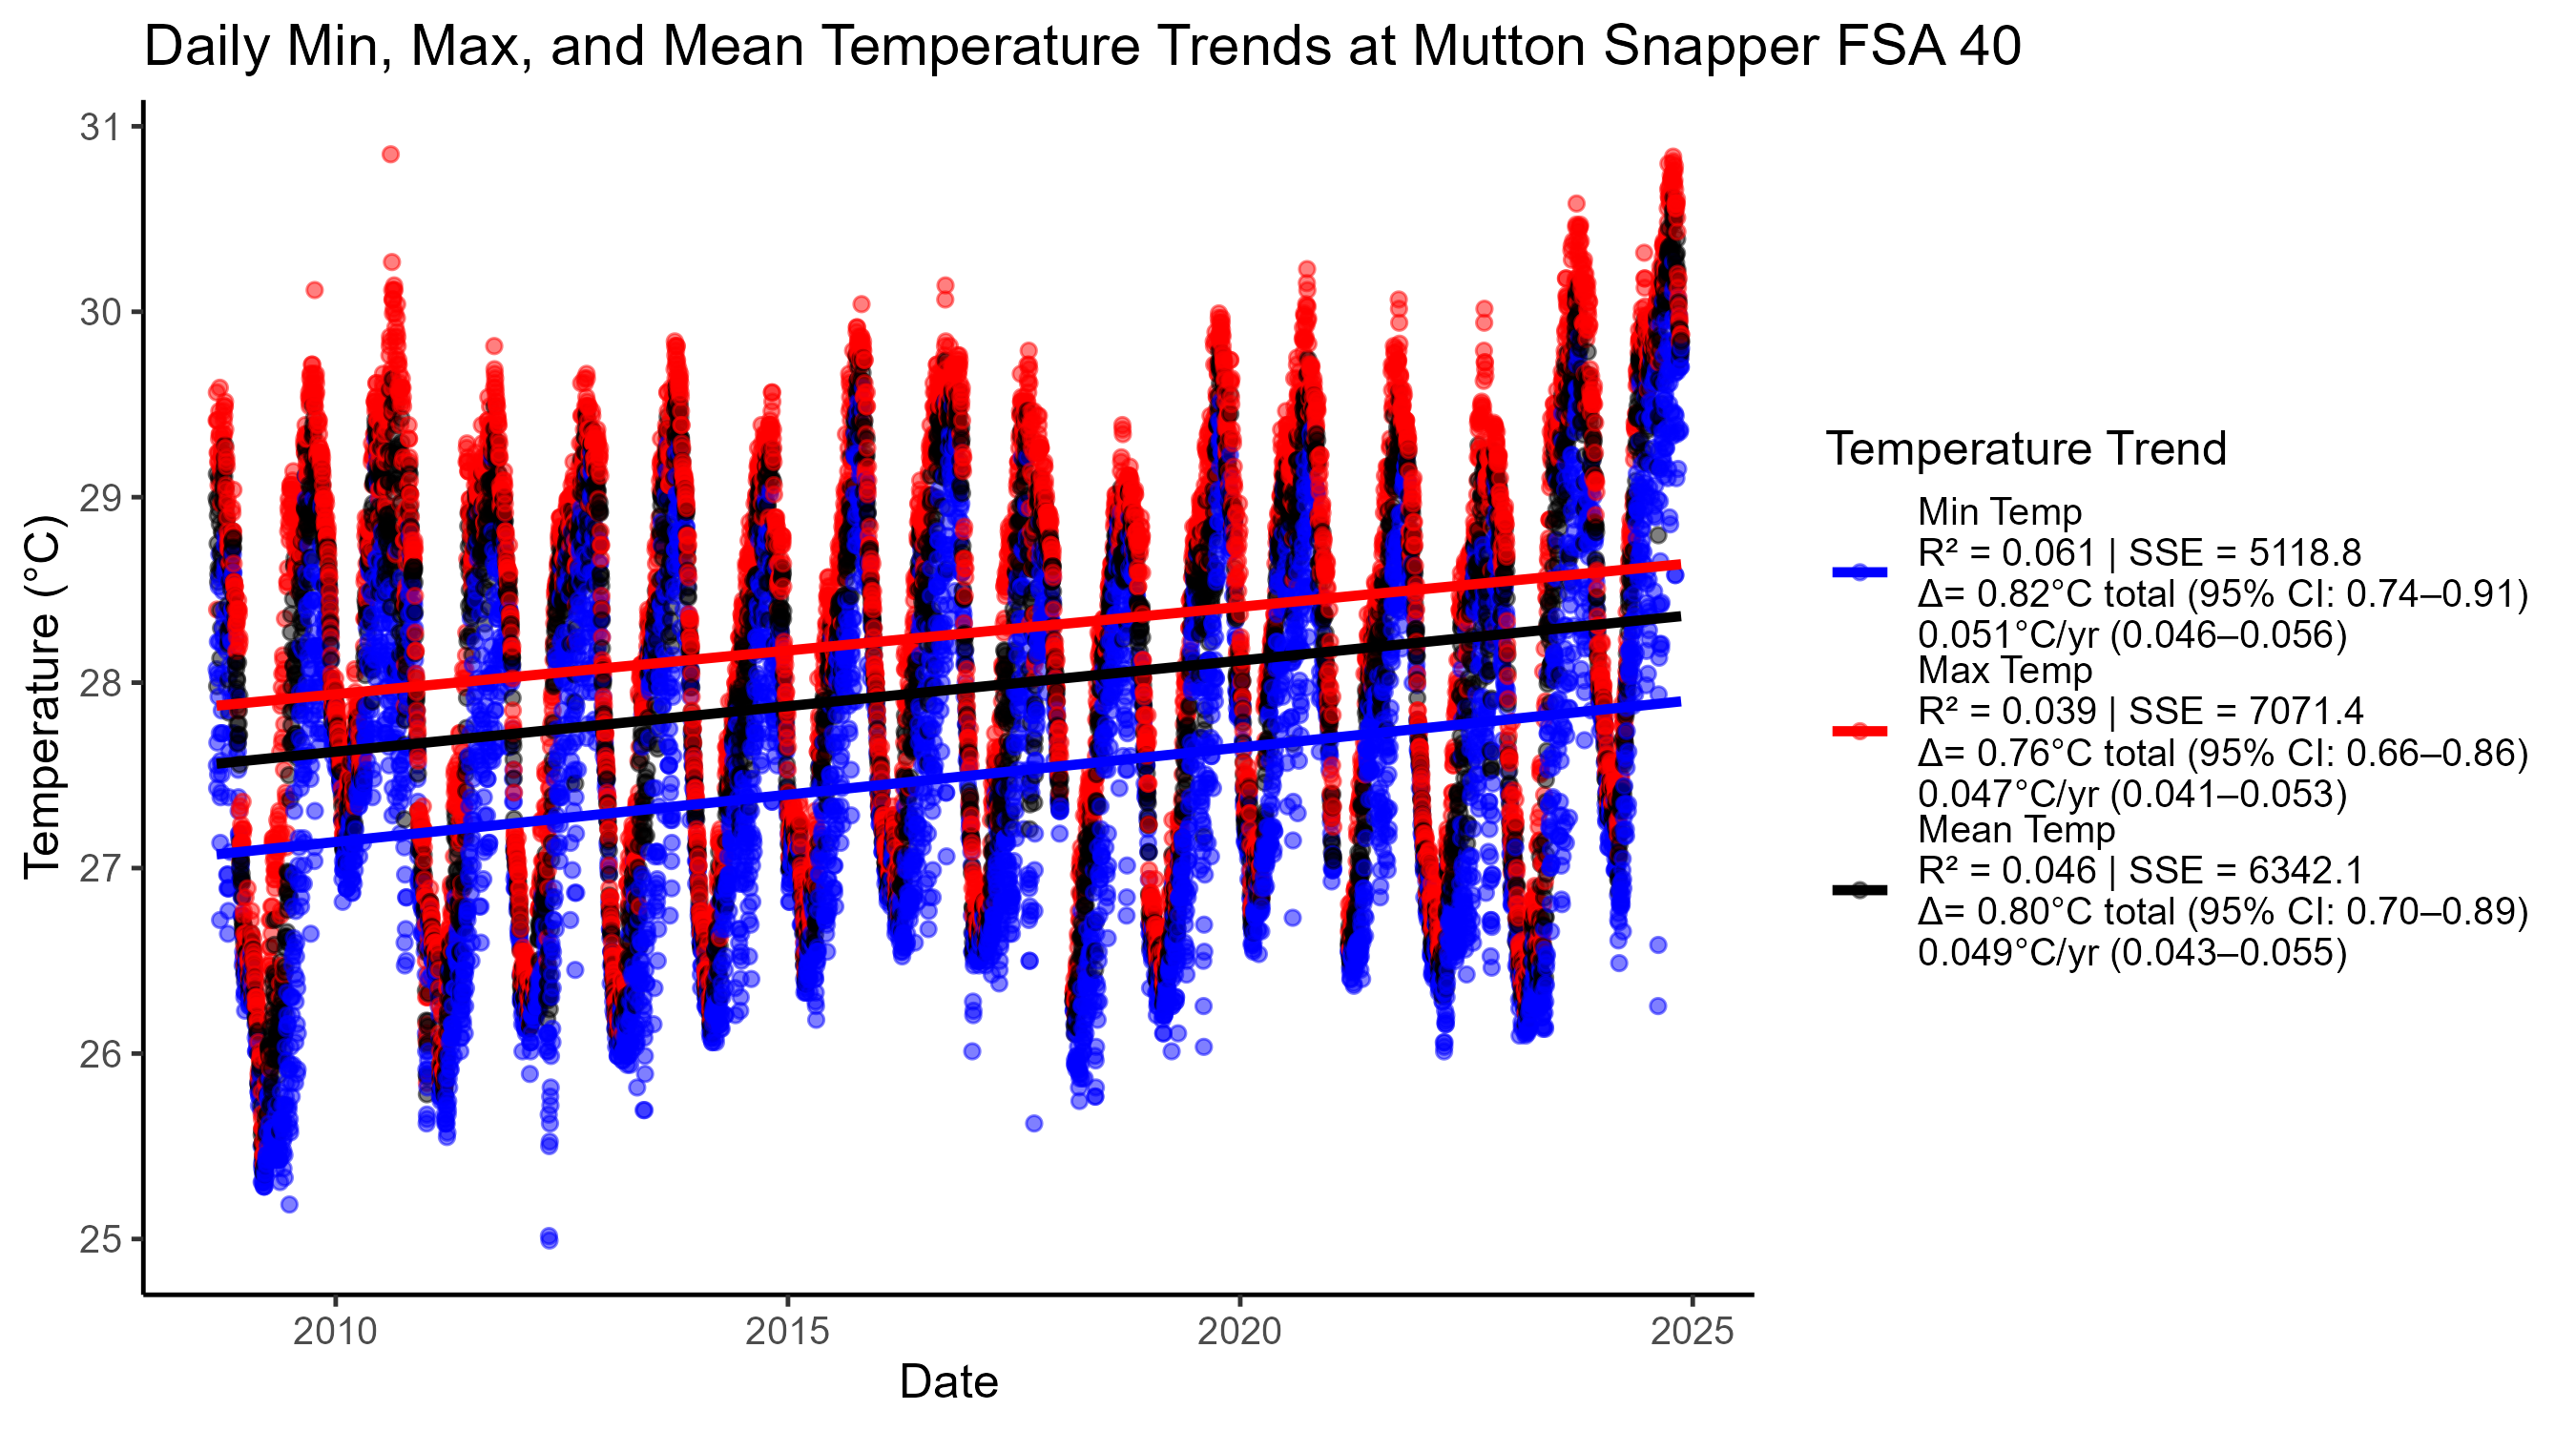 Daily Min, Max, and Mean Temperature Trends at Mutton Snapper FSA 40
31
30
29
28
27
26
25
Temperature (°C)
2010
2015
2020
2025
Date
Temperature Trend
Min Temp
R² = 0.061 | SSE = 5118.8
Δ= 0.82°C total (95% CI: 0.74–0.91)
0.051°C/yr (0.046–0.056)
Max Temp
R² = 0.039 | SSE = 7071.4
Δ= 0.76°C total (95% CI: 0.66–0.86)
0.047°C/yr (0.041–0.053)
Mean Temp
R² = 0.046 | SSE = 6342.1
Δ= 0.80°C total (95% CI: 0.70–0.89)
0.049°C/yr (0.043–0.055)